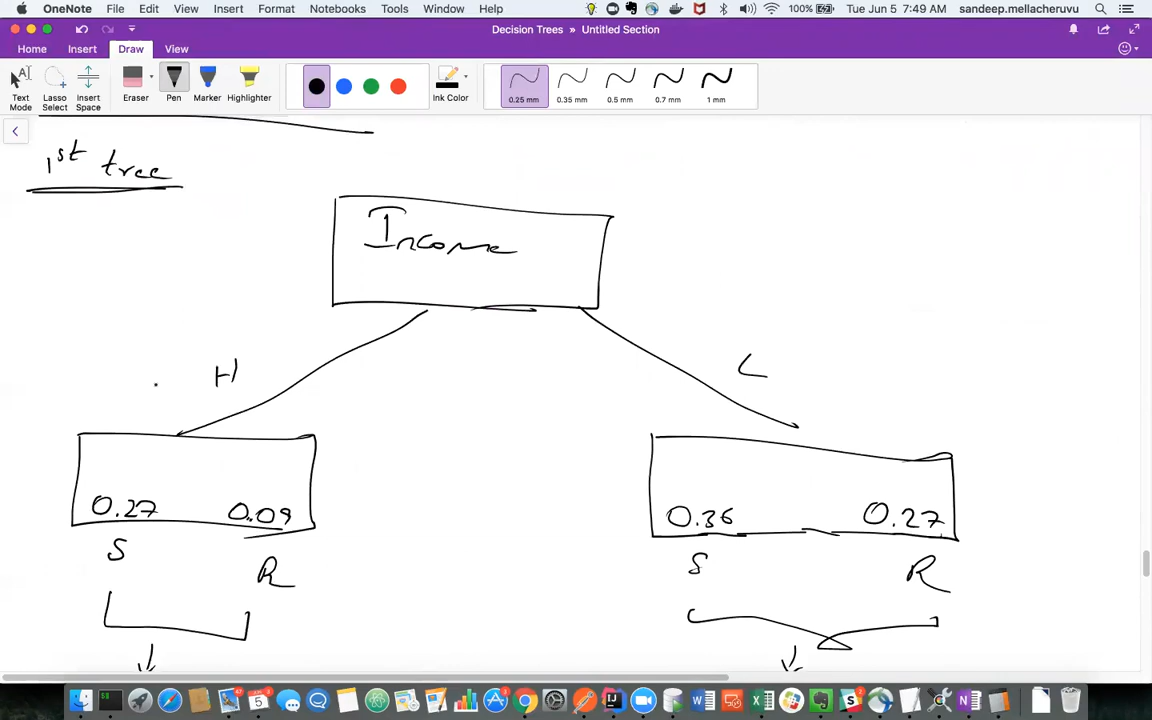 OneNote File Edit View Insert Format Notebooks Tools Window Help 100% Tue Jun 5 7:49 AM sandeep.mellacheruvu
Decision Trees » Untitled Section
Home Insert Draw View
Text Mode Lasso Select Insert Space Eraser Pen Marker Highlighter Ink Color 0.25 mm 0.35 mm 0.5 mm 0.7 mm 1 mm
1st tree
Income
H L
0.27 0.09 0.36 0.27
S R S R